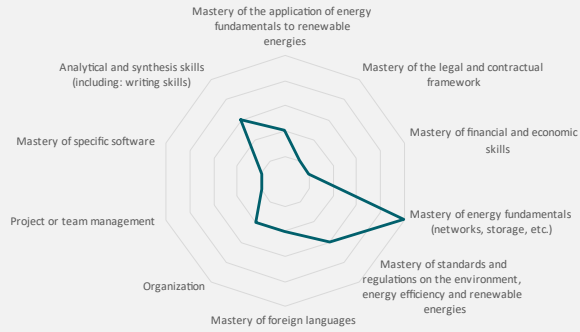 Mastery of the application of energy
fundamentals to renewable
energies
Mastery of the legal and contractual
framework
Mastery of financial and economic
skills
Mastery of energy fundamentals
(networks, storage, etc.)
Mastery of standards and
regulations on the environment,
energy efficiency and renewable
energies
Mastery of foreign languages
Organization
Project or team management
Mastery of specific software
Analytical and synthesis skills
(including: writing skills)